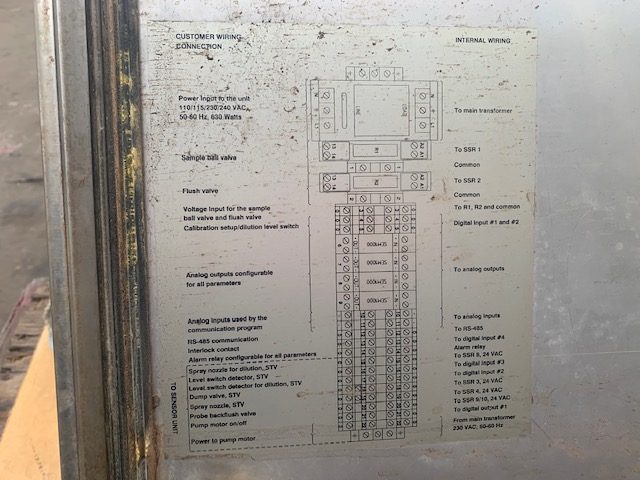 CUSTOMER WIRING
CONNECTION
INTERNAL WIRING
Power input to the unit
110/115/230/240 VAC,
50-60 Hz, 630 Watts
To main transformer
LINE
LOAD
Sample ball valve
R1
To SSR 1
Common
Flush valve
R2
To SSR 2
Common
Voltage input for the sample
ball valve and flush valve
To R1, R2 and common
Calibration setup/dilution level switch
Digital input #1 and #2
Analog outputs configurable
for all parameters
To analog outputs
Analog inputs used by the
communication program
To analog inputs
RS-485 communication
To RS-485
Interlock contact
To digital input #4
Alarm relay configurable for all parameters
Alarm relay
Spray nozzle for dilution, STV
To SSR 8, 24 VAC
Level switch detector, STV
To digital input #3
Level switch detector for dilution, STV
To digital input #2
Dump valve, STV
To SSR 3, 24 VAC
Spray nozzle, STV
To SSR 4, 24 VAC
Probe backflush valve
To SSR 9/10, 24 VAC
Pump motor on/off
To digital output #1
Power to pump motor
From main transformer
230 VAC, 50-60 Hz
TO SENSOR UNIT